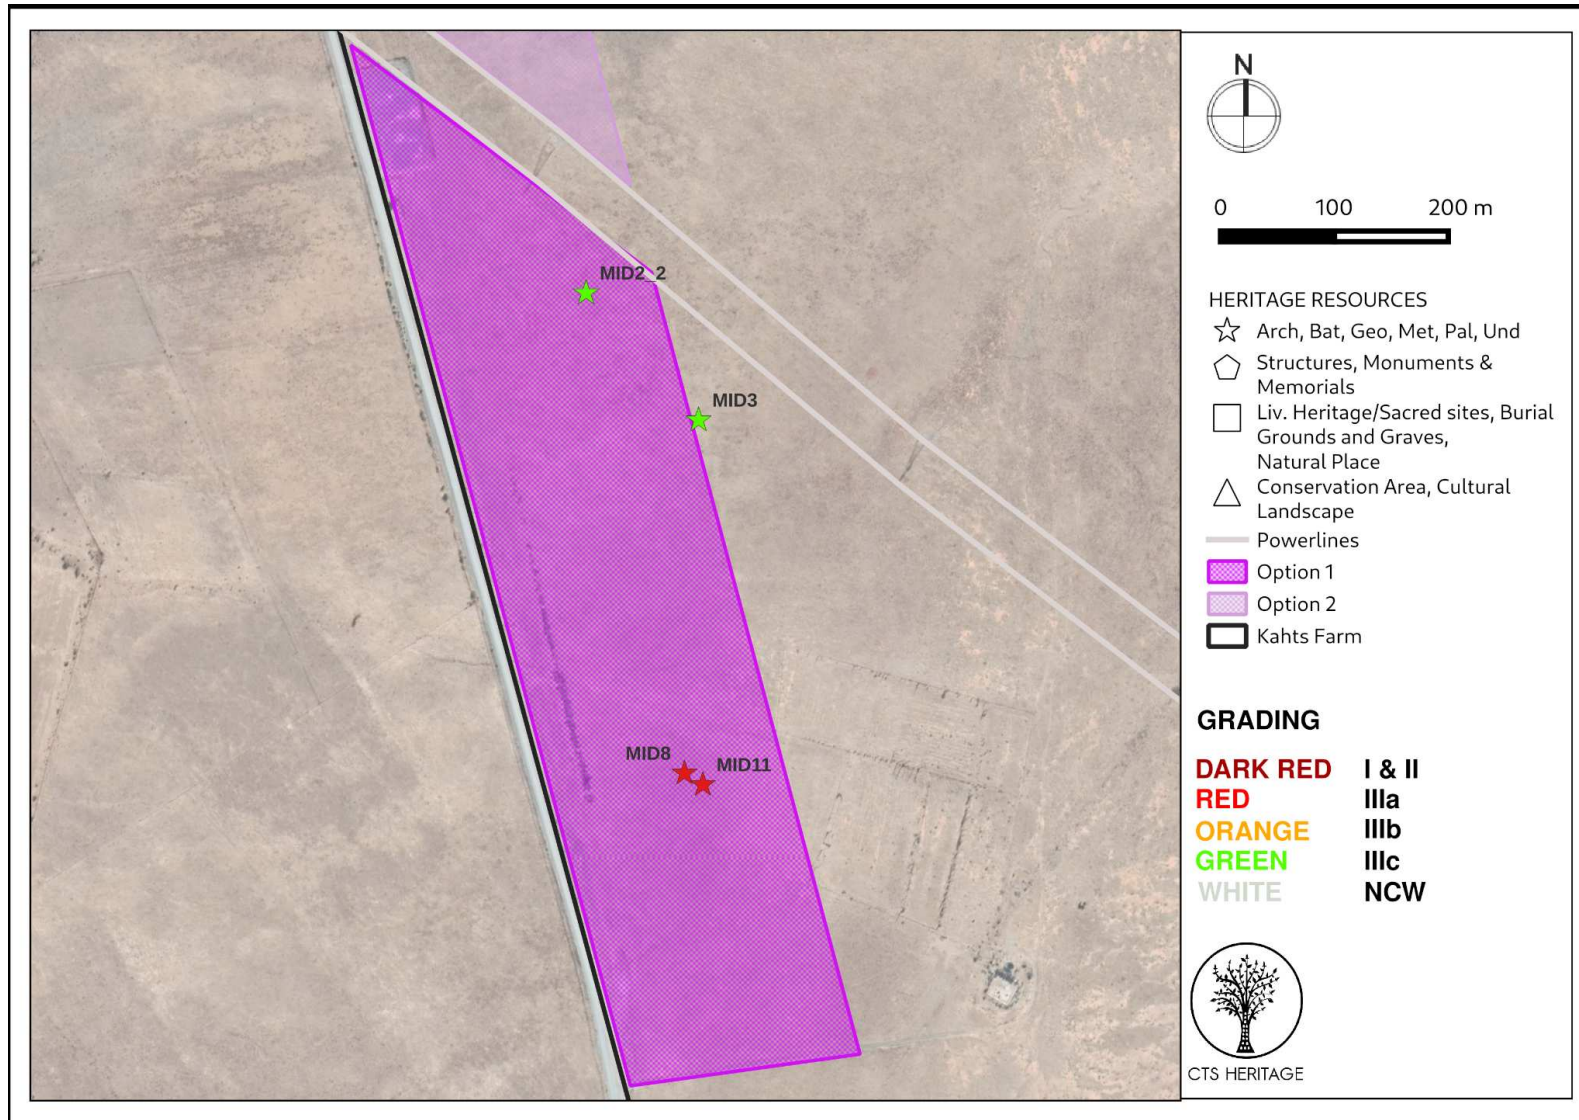 MID2_2
MID3
MID8
MID11
N
0 100 200 m
HERITAGE RESOURCES
Arch, Bat, Geo, Met, Pal, Und
Structures, Monuments &
Memorials
Liv. Heritage/Sacred sites, Burial
Grounds and Graves,
Natural Place
Conservation Area, Cultural
Landscape
Powerlines
Option 1
Option 2
Kahts Farm
GRADING
DARK RED I & II
RED IIIa
ORANGE IIIb
GREEN IIIc
WHITE NCW
CTS HERITAGE